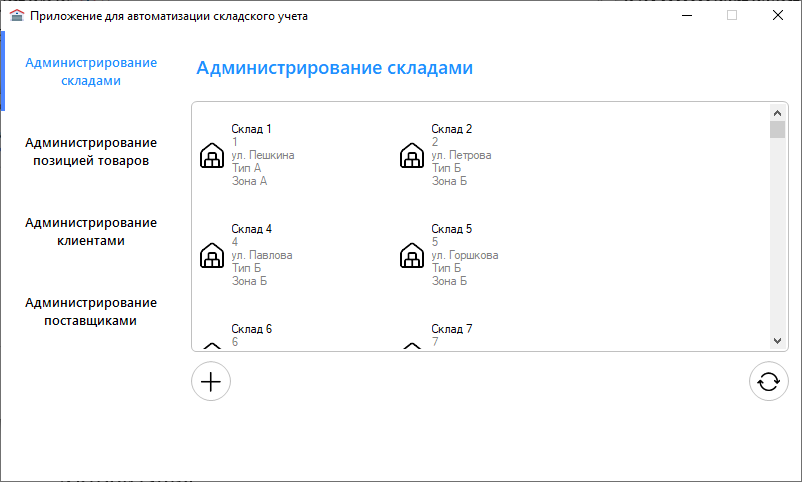 Приложение для автоматизации складского учета
Администрирование
складами
Администрирование
позицией товаров
Администрирование
клиентами
Администрирование
поставщиками
Администрирование складами
Склад 1
1
ул. Пешкина
Тип А
Зона А
Склад 2
2
ул. Петрова
Тип Б
Зона Б
Склад 4
4
ул. Павлова
Тип Б
Зона Б
Склад 5
5
ул. Горшкова
Тип Б
Зона Б
Склад 6
6
Склад 7
7